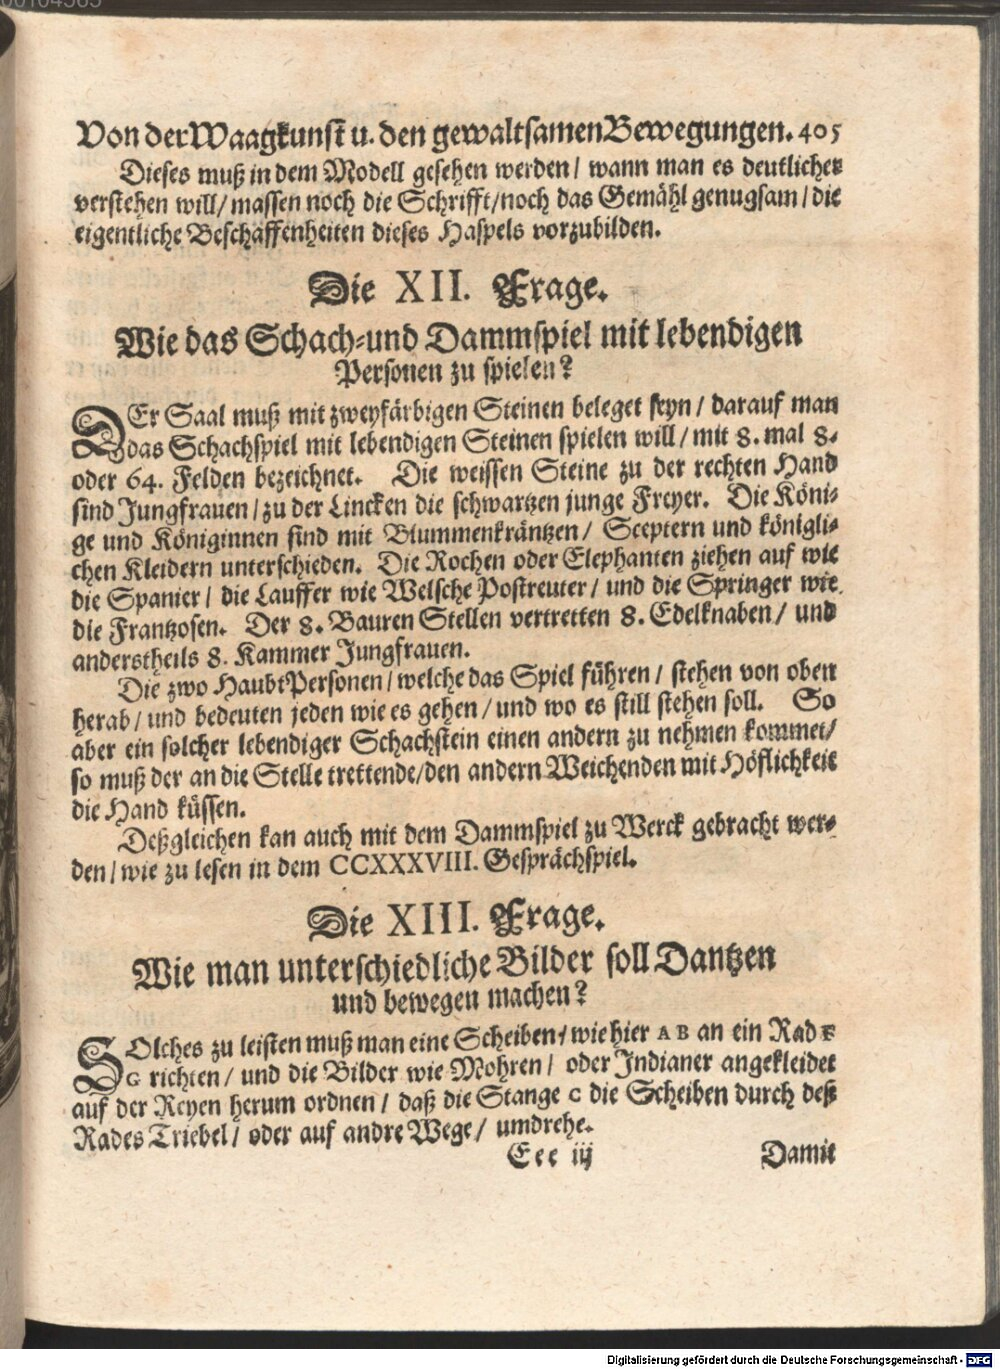 00104585
Von der Waagkunst u. den gewaltsamen Bewegungen. 405
Dieses muß in dem Modell gesehen werden / wann man es deutlicher
verstehen will / massen noch die Schrifft / noch das Gemähl genugsam / die
eigentliche Beschaffenheiten dieses Haspels vorzubilden.
Die XII. Frage.
Wie das Schach-und Dammspiel mit lebendigen
Personen zu spielen?
DEr Saal muß mit zweyfärbigen Steinen beleget seyn / darauf man
das Schachspiel mit lebendigen Steinen spielen will / mit 8. mal 8.
oder 64. Felden bezeichnet. Die weissen Steine zu der rechten Hand
sind Jungfrauen / zu der Lincken die schwartzen junge Freyer. Die Köni-
ge und Königinnen sind mit Blummenkräntzen / Sceptern und königli-
chen Kleidern unterschieden. Die Rochen oder Elephanten ziehen auf wie
die Spanier / die Lauffer wie Welsche Postreuter / und die Springer wie
die Frantzosen. Der 8. Bauren Stellen vertretten 8. Edelknaben / und
anderstheils 8. Kammer Jungfrauen.
Die zwo HaubtPersonen / welche das Spiel führen / stehen von oben
herab / und bedeuten jeden wie es gehen / und wo es still stehen soll. So
aber ein solcher lebendiger Schachstein einen andern zu nehmen kommet /
so muß der an die Stelle trettende / den andern Weichenden mit Höflichkeit
die Hand küssen.
Deßgleichen kan auch mit dem Dammspiel zu Werck gebracht wer-
den / wie zu lesen in dem CCXXXVIII. Gesprächspiel.
Die XIII. Frage.
Wie man unterschiedliche Bilder soll Dantzen
und bewegen machen?
SOlches zu leisten muß man eine Scheiben / wie hier A B an ein Rad F
G richten / und die Bilder wie Mohren / oder Indianer angekleidet
auf der Reyen herum ordnen / daß die Stange C die Scheiben durch deß
Rades Triebel / oder auf andre Wege / umdrehe.
Eee iij Damit
Digitalisierung gefördert durch die Deutsche Forschungsgemeinschaft - DFG